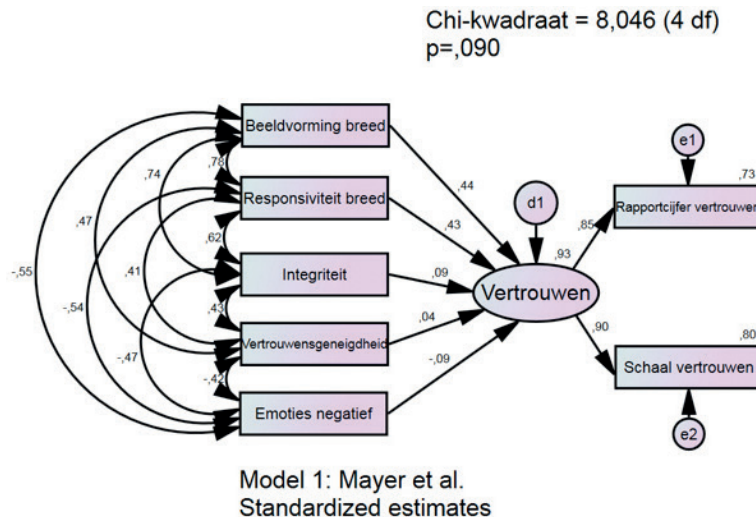 Chi-kwadraat = 8,046 (4 df)
p=,090
Beeldvorming breed
Responsiviteit breed
Integriteit
Vertrouwensgeneigdheid
Emoties negatief
-,55
,74
,78
,47
,62
,41
-,54
,43
-,47
-,42
,44
,43
,09
,04
-,09
d1
,93
Vertrouwen
,85
,90
e1
,73
Rapportcijfer vertrouwen
,80
Schaal vertrouwen
e2
Model 1: Mayer et al.
Standardized estimates